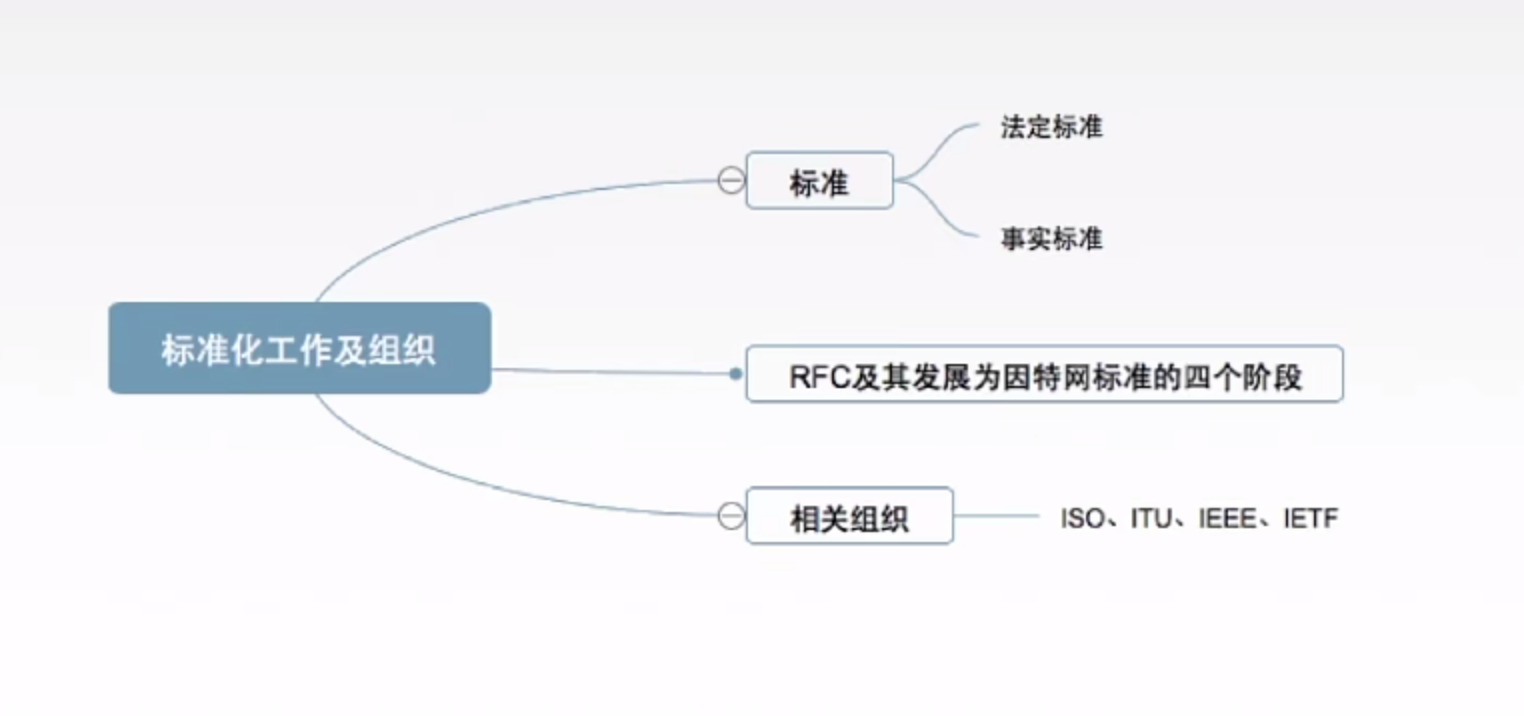 法定标准
标准
事实标准
标准化工作及组织
RFC及其发展为因特网标准的四个阶段
相关组织
ISO、ITU、IEEE、IETF